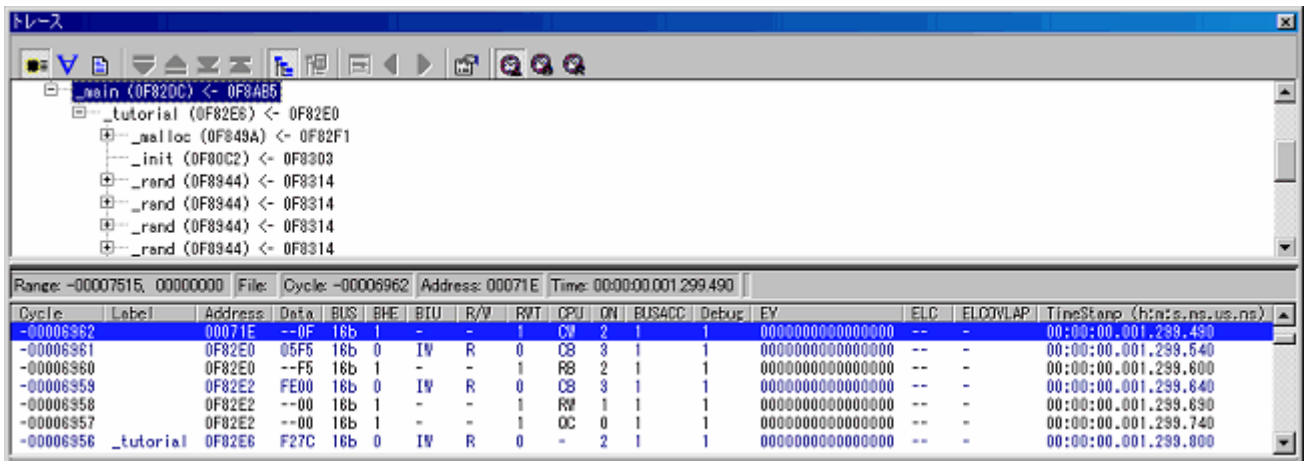 トレース
_main (0F82DC) <- 0F8AB5
_tutorial (0F82E6) <- 0F82E0
_malloc (0F849A) <- 0F82F1
_init (0F80C2) <- 0F8303
_rand (0F8944) <- 0F8314
_rand (0F8944) <- 0F8314
_rand (0F8944) <- 0F8314
_rand (0F8944) <- 0F8314
Range: -00007515, 00000000 File: Cycle: -00006962 Address: 00071E Time: 00:00:00.001.299.490
Cycle Label Address Data BUS BHE BIU R/W RWT CPU QN BUSACC Debug EV ELC ELCOVLAP TimeStamp (h:m:s.ms.us.ns)
-00006962 00071E --0F 16b 1 - - 1 CW 2 1 1 0000000000000000 -- - 00:00:00.001.299.490
-00006961 0F82E0 05F5 16b 0 IW R 0 CB 3 1 1 0000000000000000 -- - 00:00:00.001.299.540
-00006960 0F82E0 --F5 16b 1 - - 1 RB 2 1 1 0000000000000000 -- - 00:00:00.001.299.600
-00006959 0F82E2 FE00 16b 0 IW R 0 CB 3 1 1 0000000000000000 -- - 00:00:00.001.299.640
-00006958 0F82E2 --00 16b 1 - - 1 RW 1 1 1 0000000000000000 -- - 00:00:00.001.299.690
-00006957 0F82E2 --00 16b 1 - - 1 OC 0 1 1 0000000000000000 -- - 00:00:00.001.299.740
-00006956 _tutorial 0F82E6 F27C 16b 0 IW R 0 - 2 1 1 0000000000000000 -- - 00:00:00.001.299.800